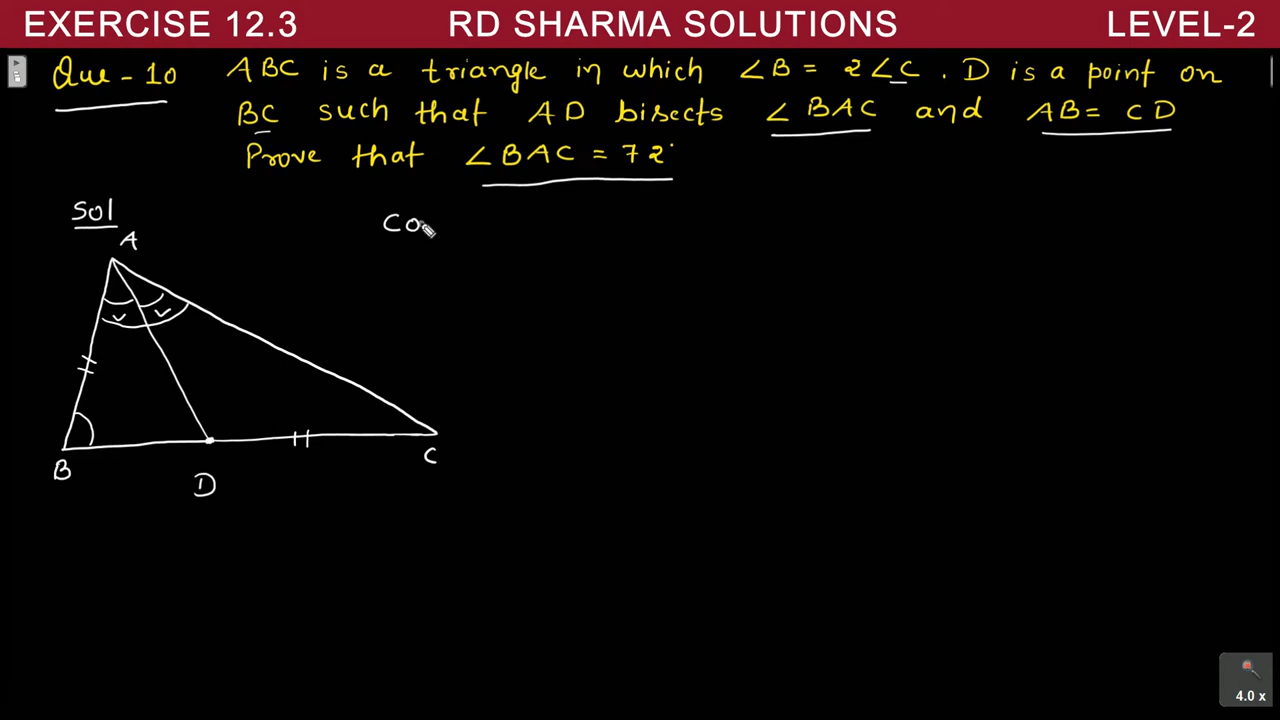 EXERCISE 12.3 RD SHARMA SOLUTIONS LEVEL-2
Que - 10 ABC is a triangle in which ∠B = 2∠C. D is a point on
BC such that AD bisects ∠BAC and AB = CD
Prove that ∠BAC = 72°
Sol
Co
A
B
D
C
4.0 x